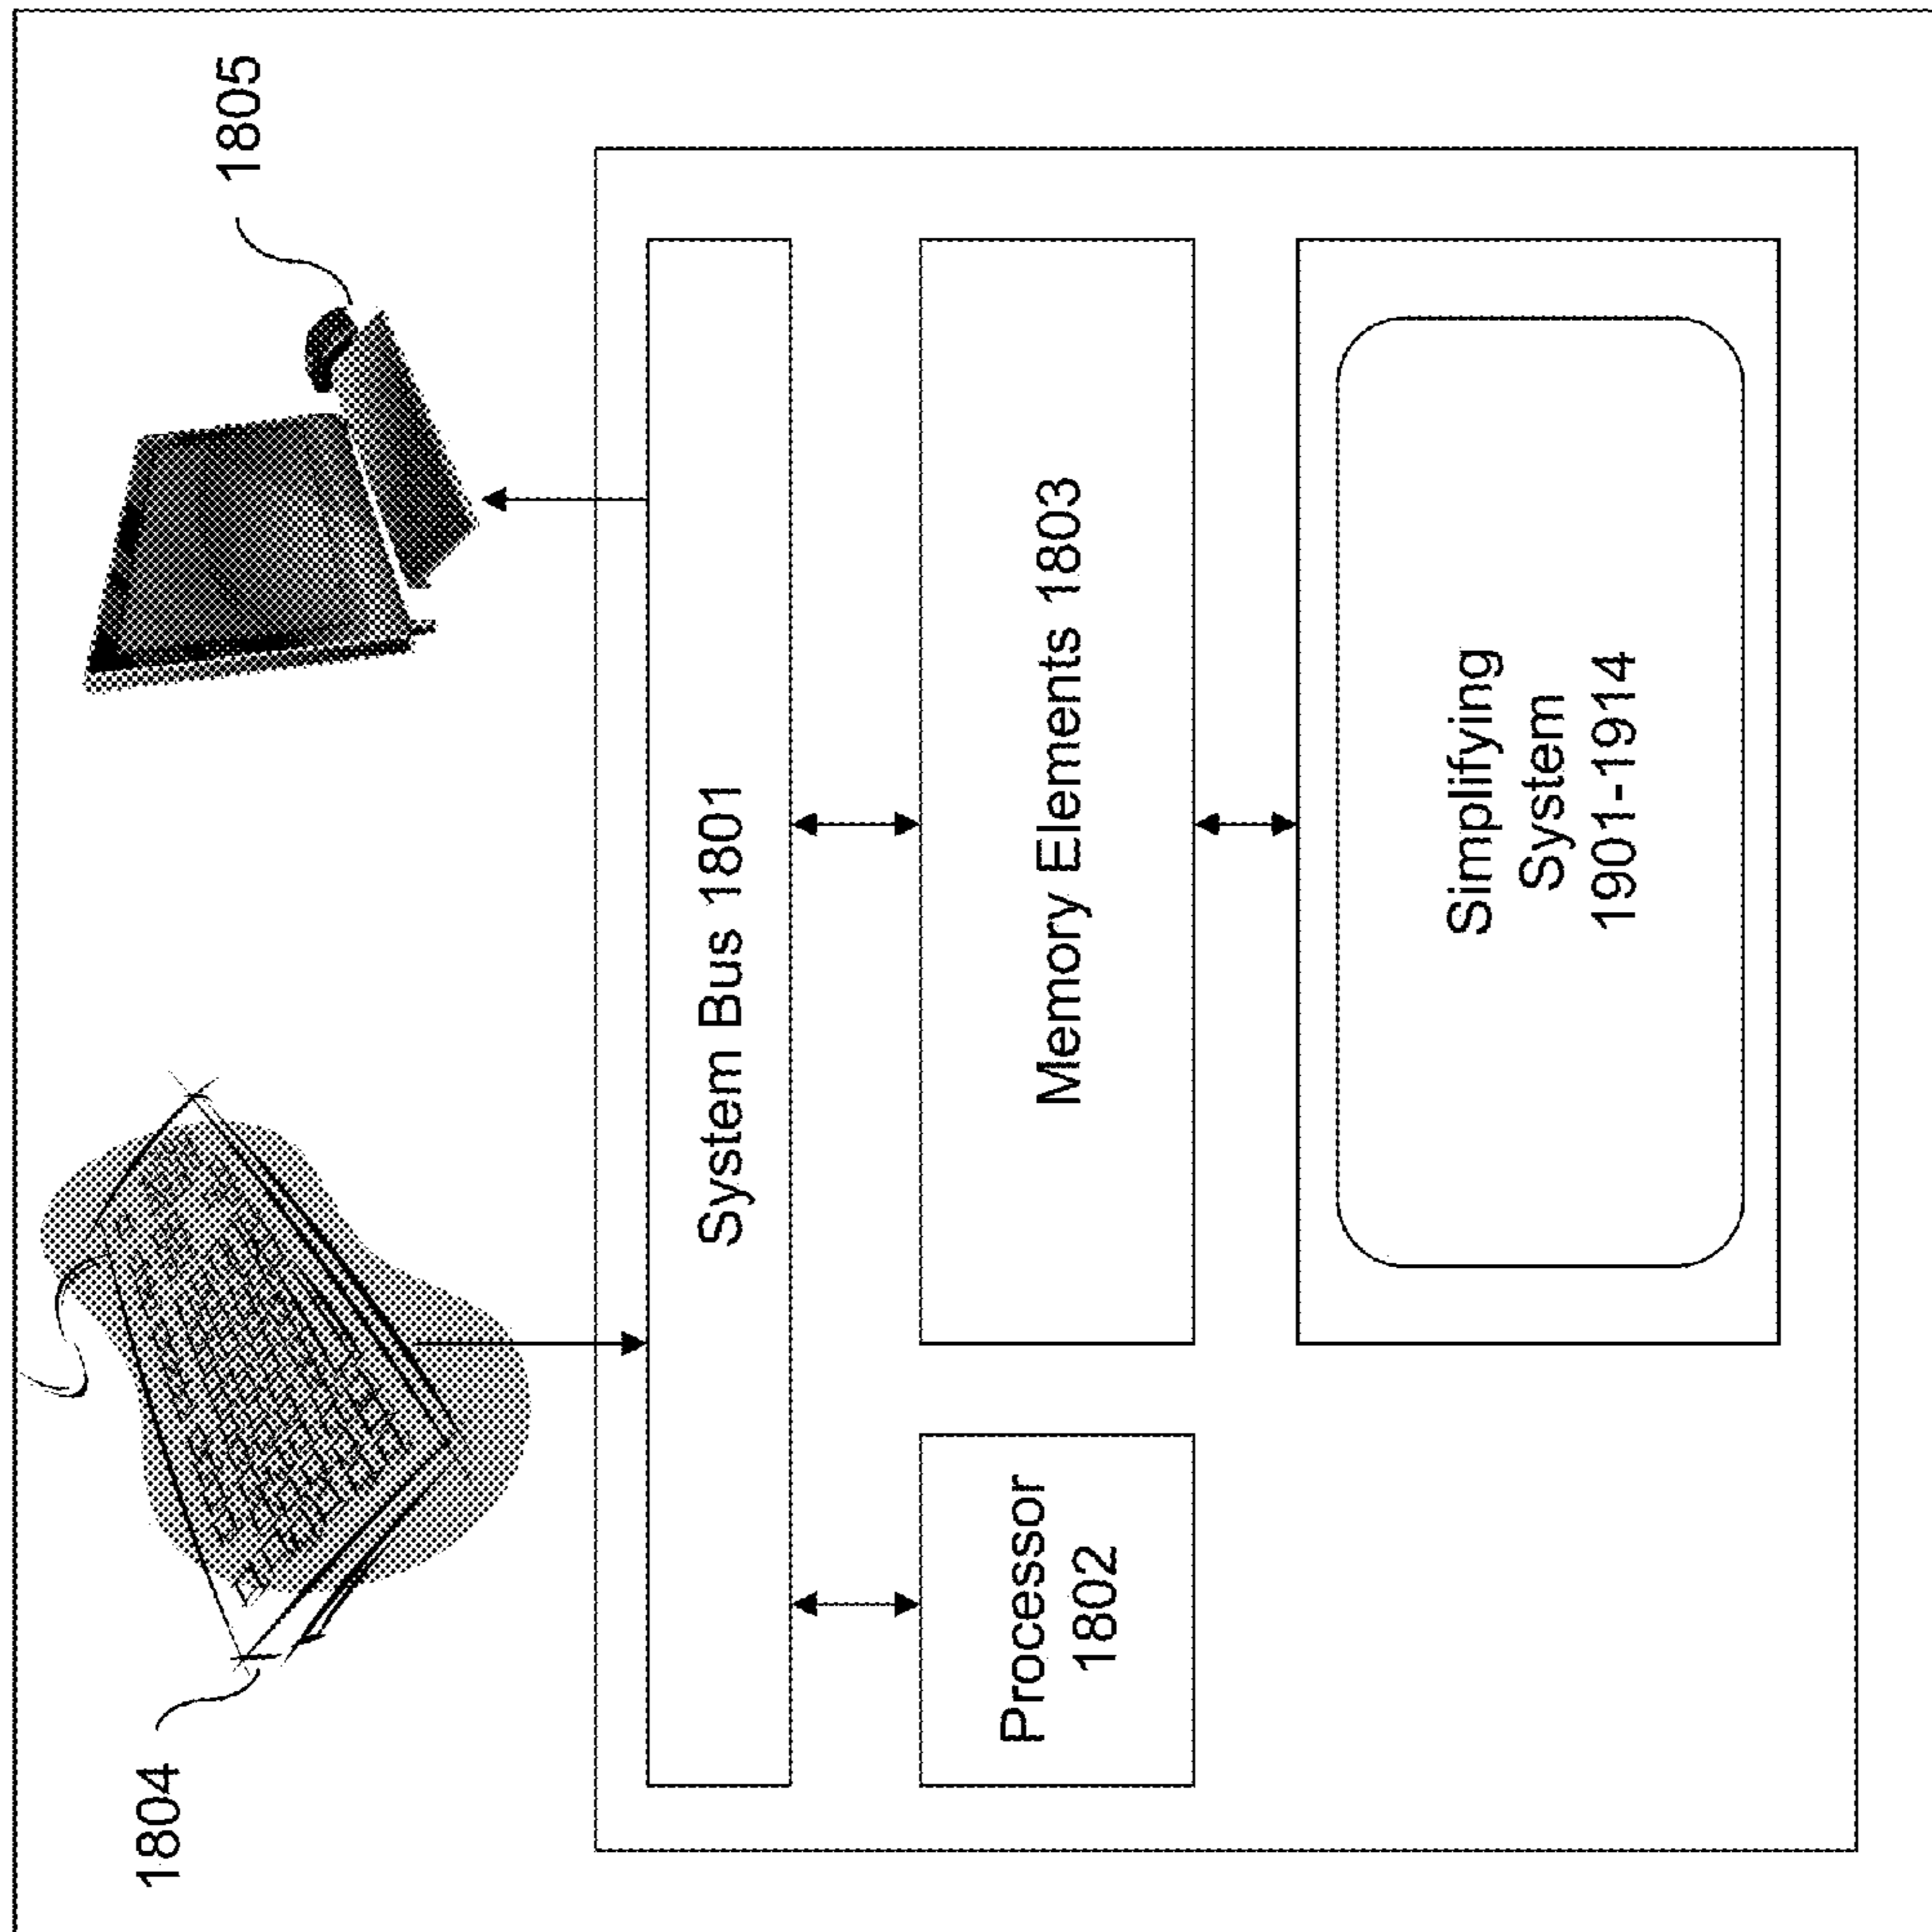 1804
1805
System Bus 1801
Processor
1802
Memory Elements 1803
Simplifying
System
1901-1914